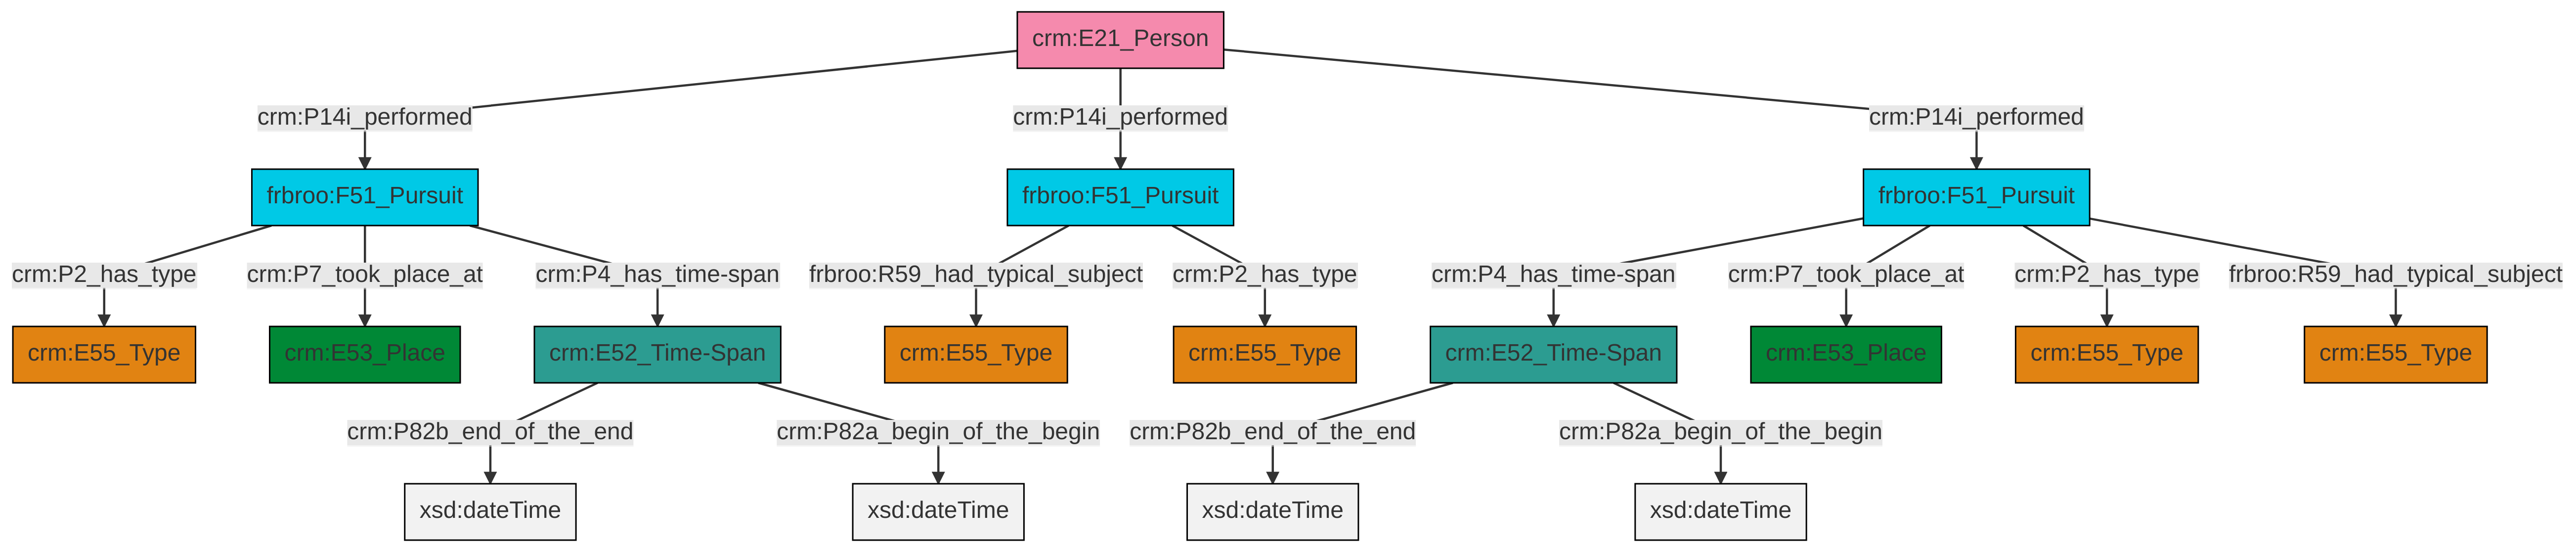 crm:E21_Person
crm:P14i_performed
crm:P14i_performed
crm:P14i_performed
frbroo:F51_Pursuit
frbroo:F51_Pursuit
frbroo:F51_Pursuit
crm:P2_has_type
crm:P7_took_place_at
crm:P4_has_time-span
frbroo:R59_had_typical_subject
crm:P2_has_type
crm:P4_has_time-span
crm:P7_took_place_at
crm:P2_has_type
frbroo:R59_had_typical_subject
crm:E55_Type
crm:E53_Place
crm:E52_Time-Span
crm:E55_Type
crm:E55_Type
crm:E52_Time-Span
crm:E53_Place
crm:E55_Type
crm:E55_Type
crm:P82b_end_of_the_end
crm:P82a_begin_of_the_begin
crm:P82b_end_of_the_end
crm:P82a_begin_of_the_begin
xsd:dateTime
xsd:dateTime
xsd:dateTime
xsd:dateTime